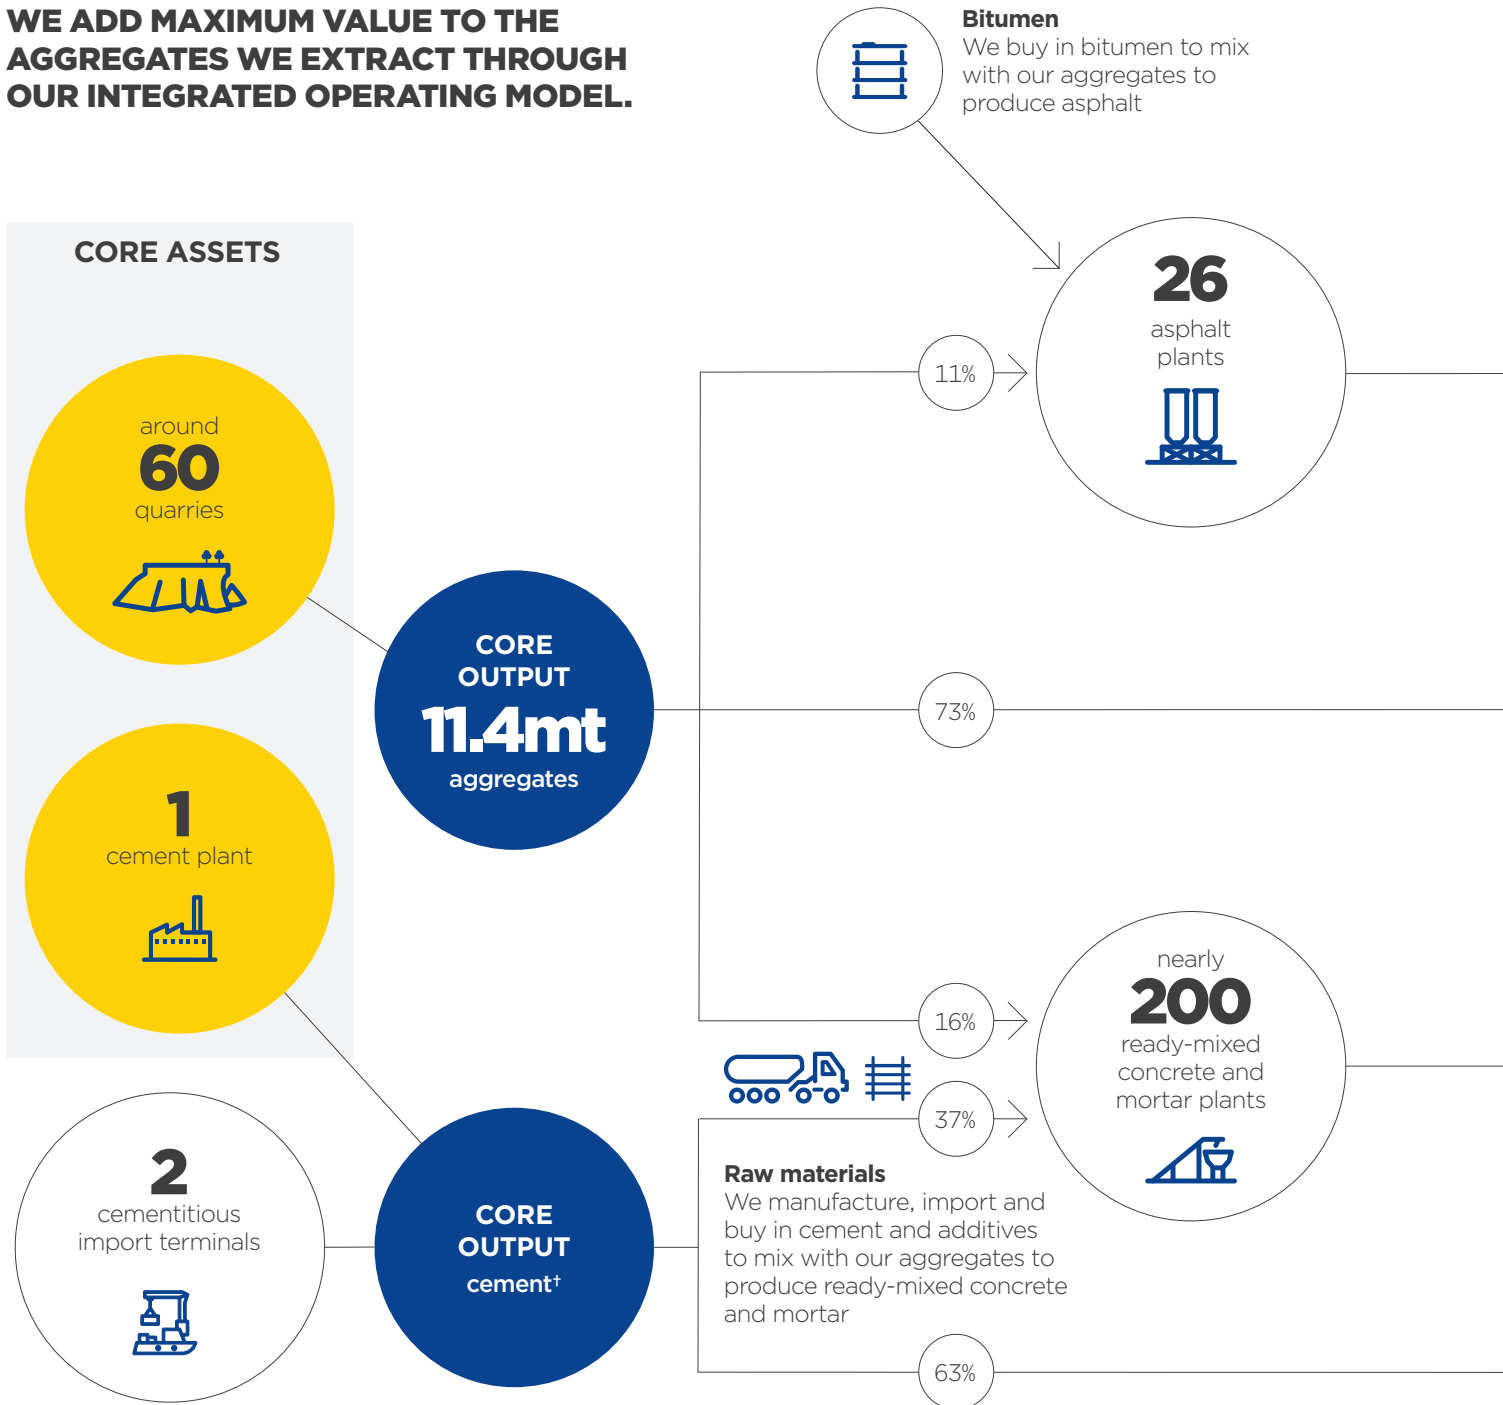 WE ADD MAXIMUM VALUE TO THE
AGGREGATES WE EXTRACT THROUGH
OUR INTEGRATED OPERATING MODEL.
Bitumen
We buy in bitumen to mix
with our aggregates to
produce asphalt
CORE ASSETS
around
60
quarries
1
cement plant
2
cementitious
import terminals
CORE
OUTPUT
11.4mt
aggregates
CORE
OUTPUT
cement†
11%
73%
16%
37%
Raw materials
We manufacture, import and
buy in cement and additives
to mix with our aggregates to
produce ready-mixed concrete
and mortar
63%
26
asphalt
plants
nearly
200
ready-mixed
concrete and
mortar plants